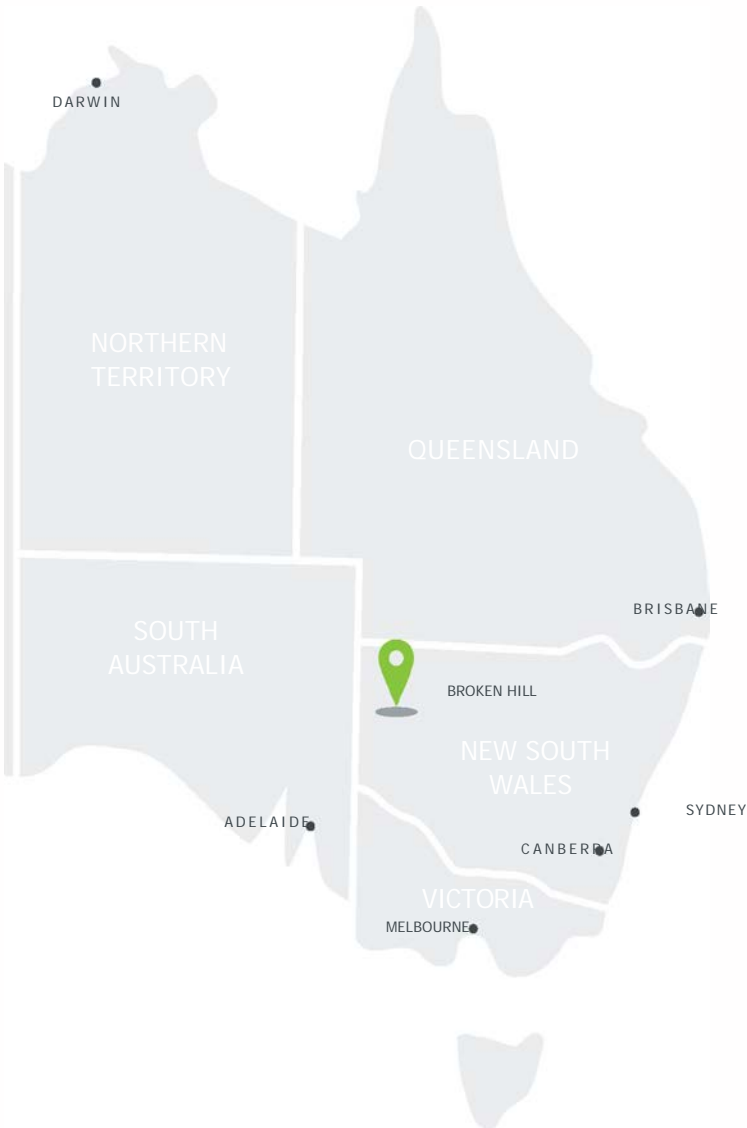 DARWIN
NORTHERN
TERRITORY
QUEENSLAND
BRISBANE
SOUTH
AUSTRALIA
BROKEN HILL
NEW SOUTH
WALES
SYDNEY
ADELAIDE
CANBERRA
VICTORIA
MELBOURNE